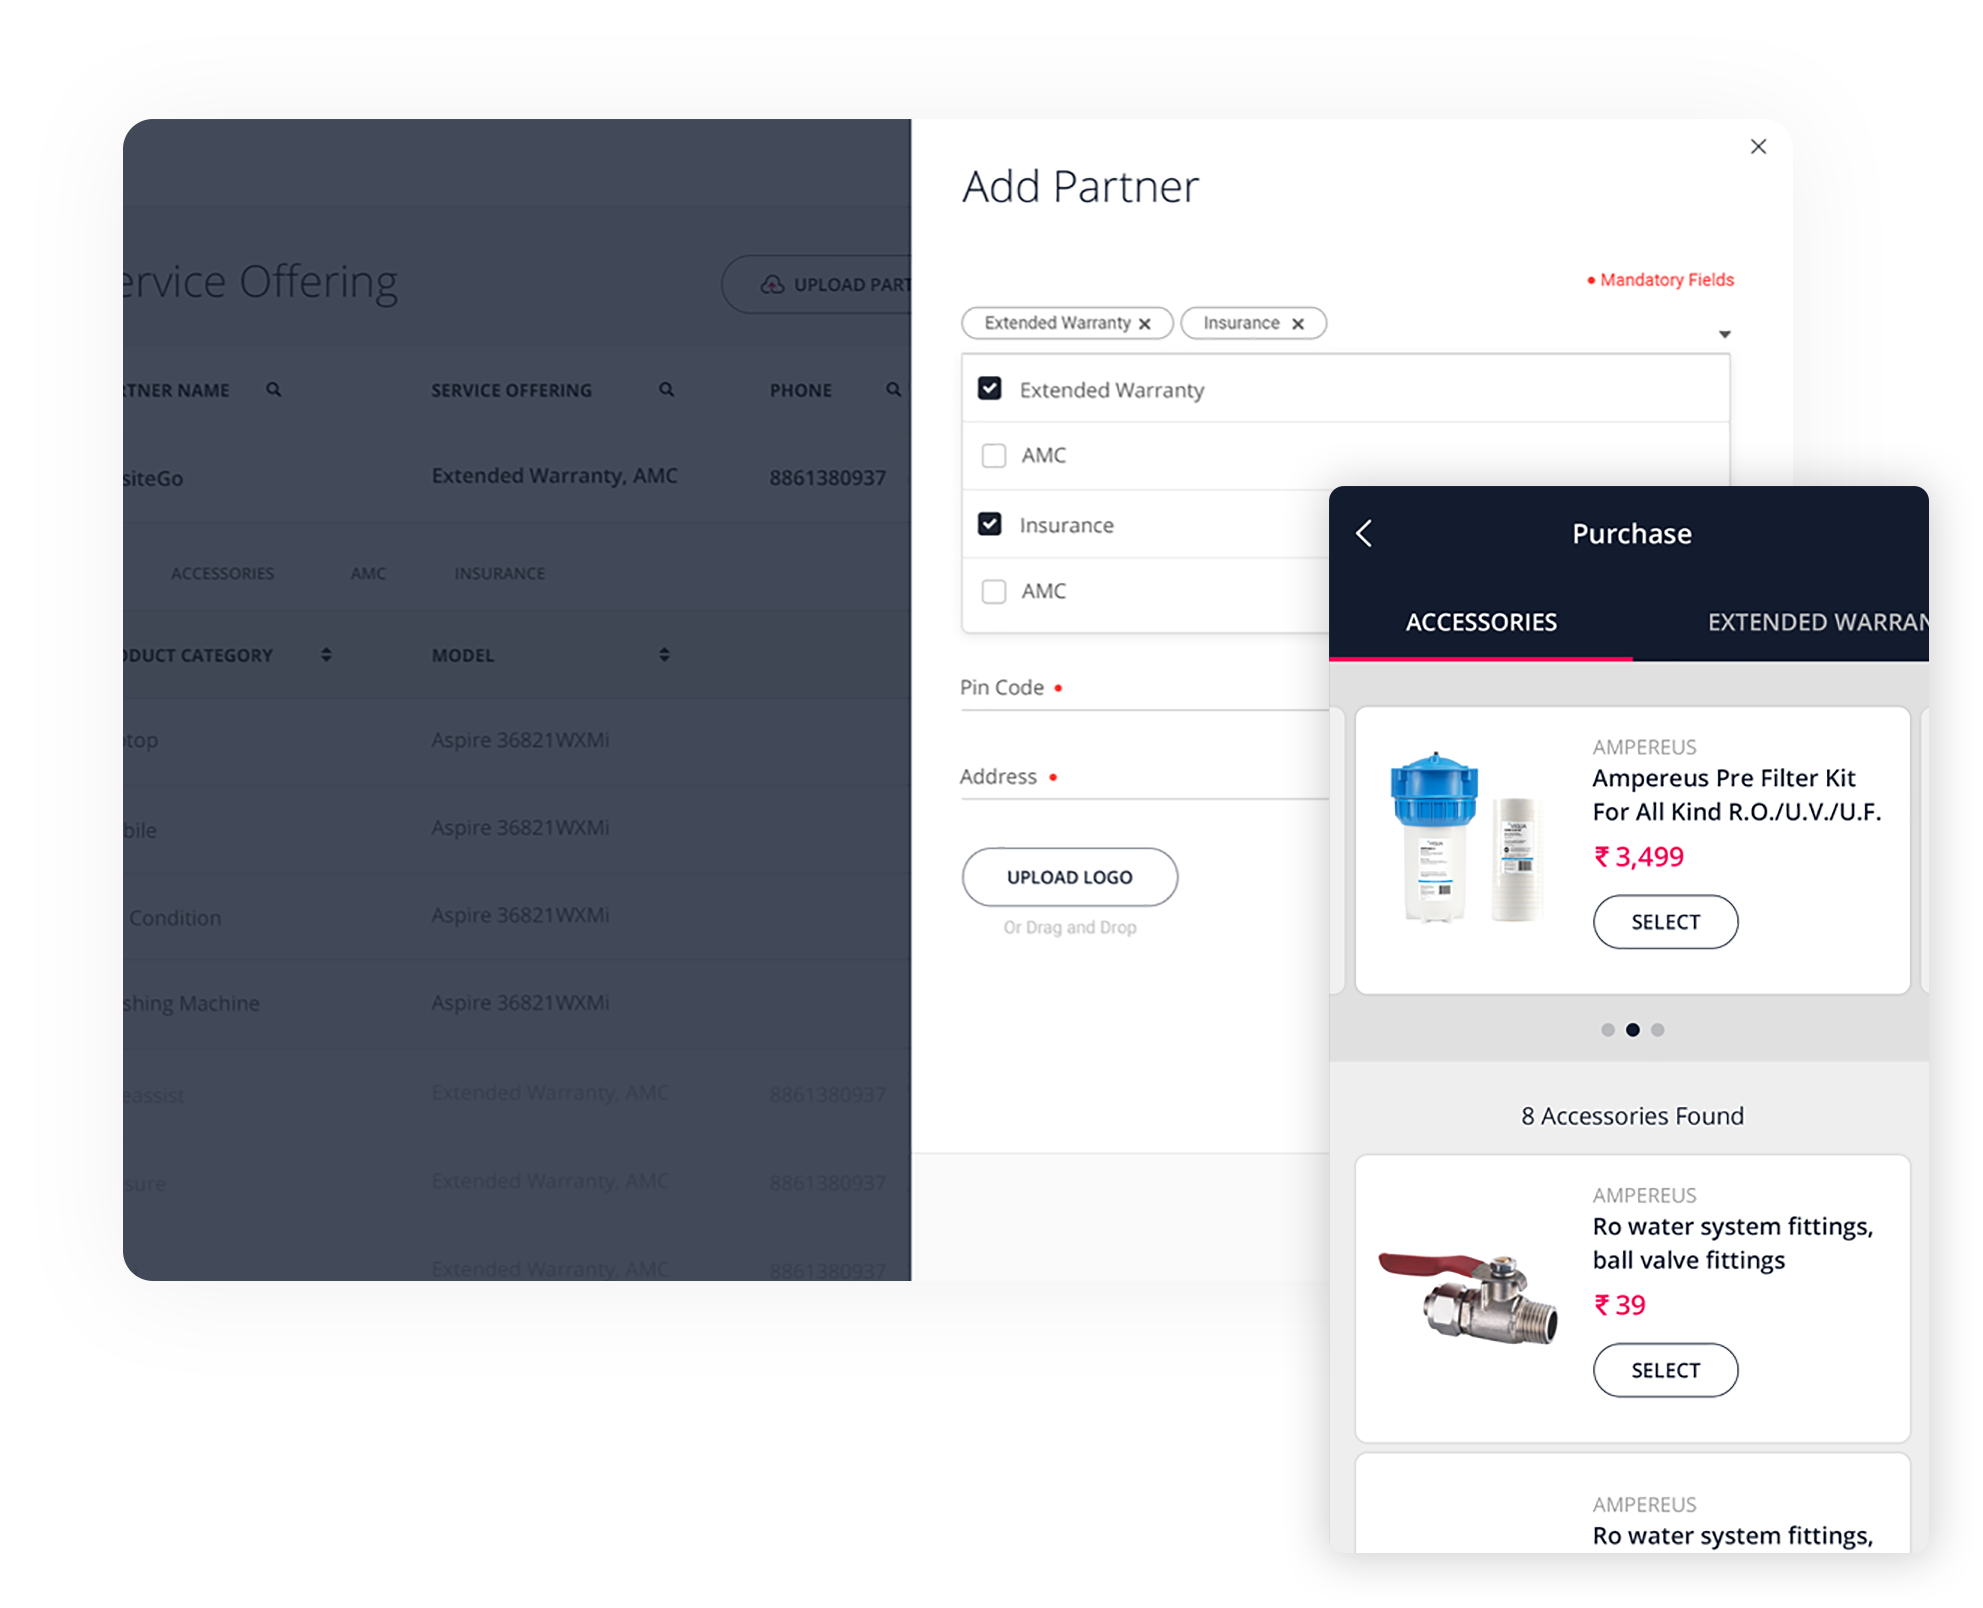 ervice Offering
UPLOAD PART
TNER NAME
SERVICE OFFERING
PHONE
siteGo
Extended Warranty, AMC
8861380937
ACCESSORIES
AMC
INSURANCE
DUCT CATEGORY
MODEL
top
Aspire 36821WXMi
bile
Aspire 36821WXMi
Condition
Aspire 36821WXMi
shing Machine
Aspire 36821WXMi
eassist
Extended Warranty, AMC
8861380937
sure
Extended Warranty, AMC
8861380937
Extended Warranty, AMC
8861380937
Add Partner
• Mandatory Fields
Extended Warranty ×
Insurance ×
Extended Warranty
AMC
Insurance
AMC
Pin Code •
Address •
UPLOAD LOGO
Or Drag and Drop
Purchase
ACCESSORIES
EXTENDED WARRAN
AMPEREUS
Ampereus Pre Filter Kit
For All Kind R.O./U.V./U.F.
₹ 3,499
SELECT
8 Accessories Found
AMPEREUS
Ro water system fittings,
ball valve fittings
₹ 39
SELECT
AMPEREUS
Ro water system fittings,